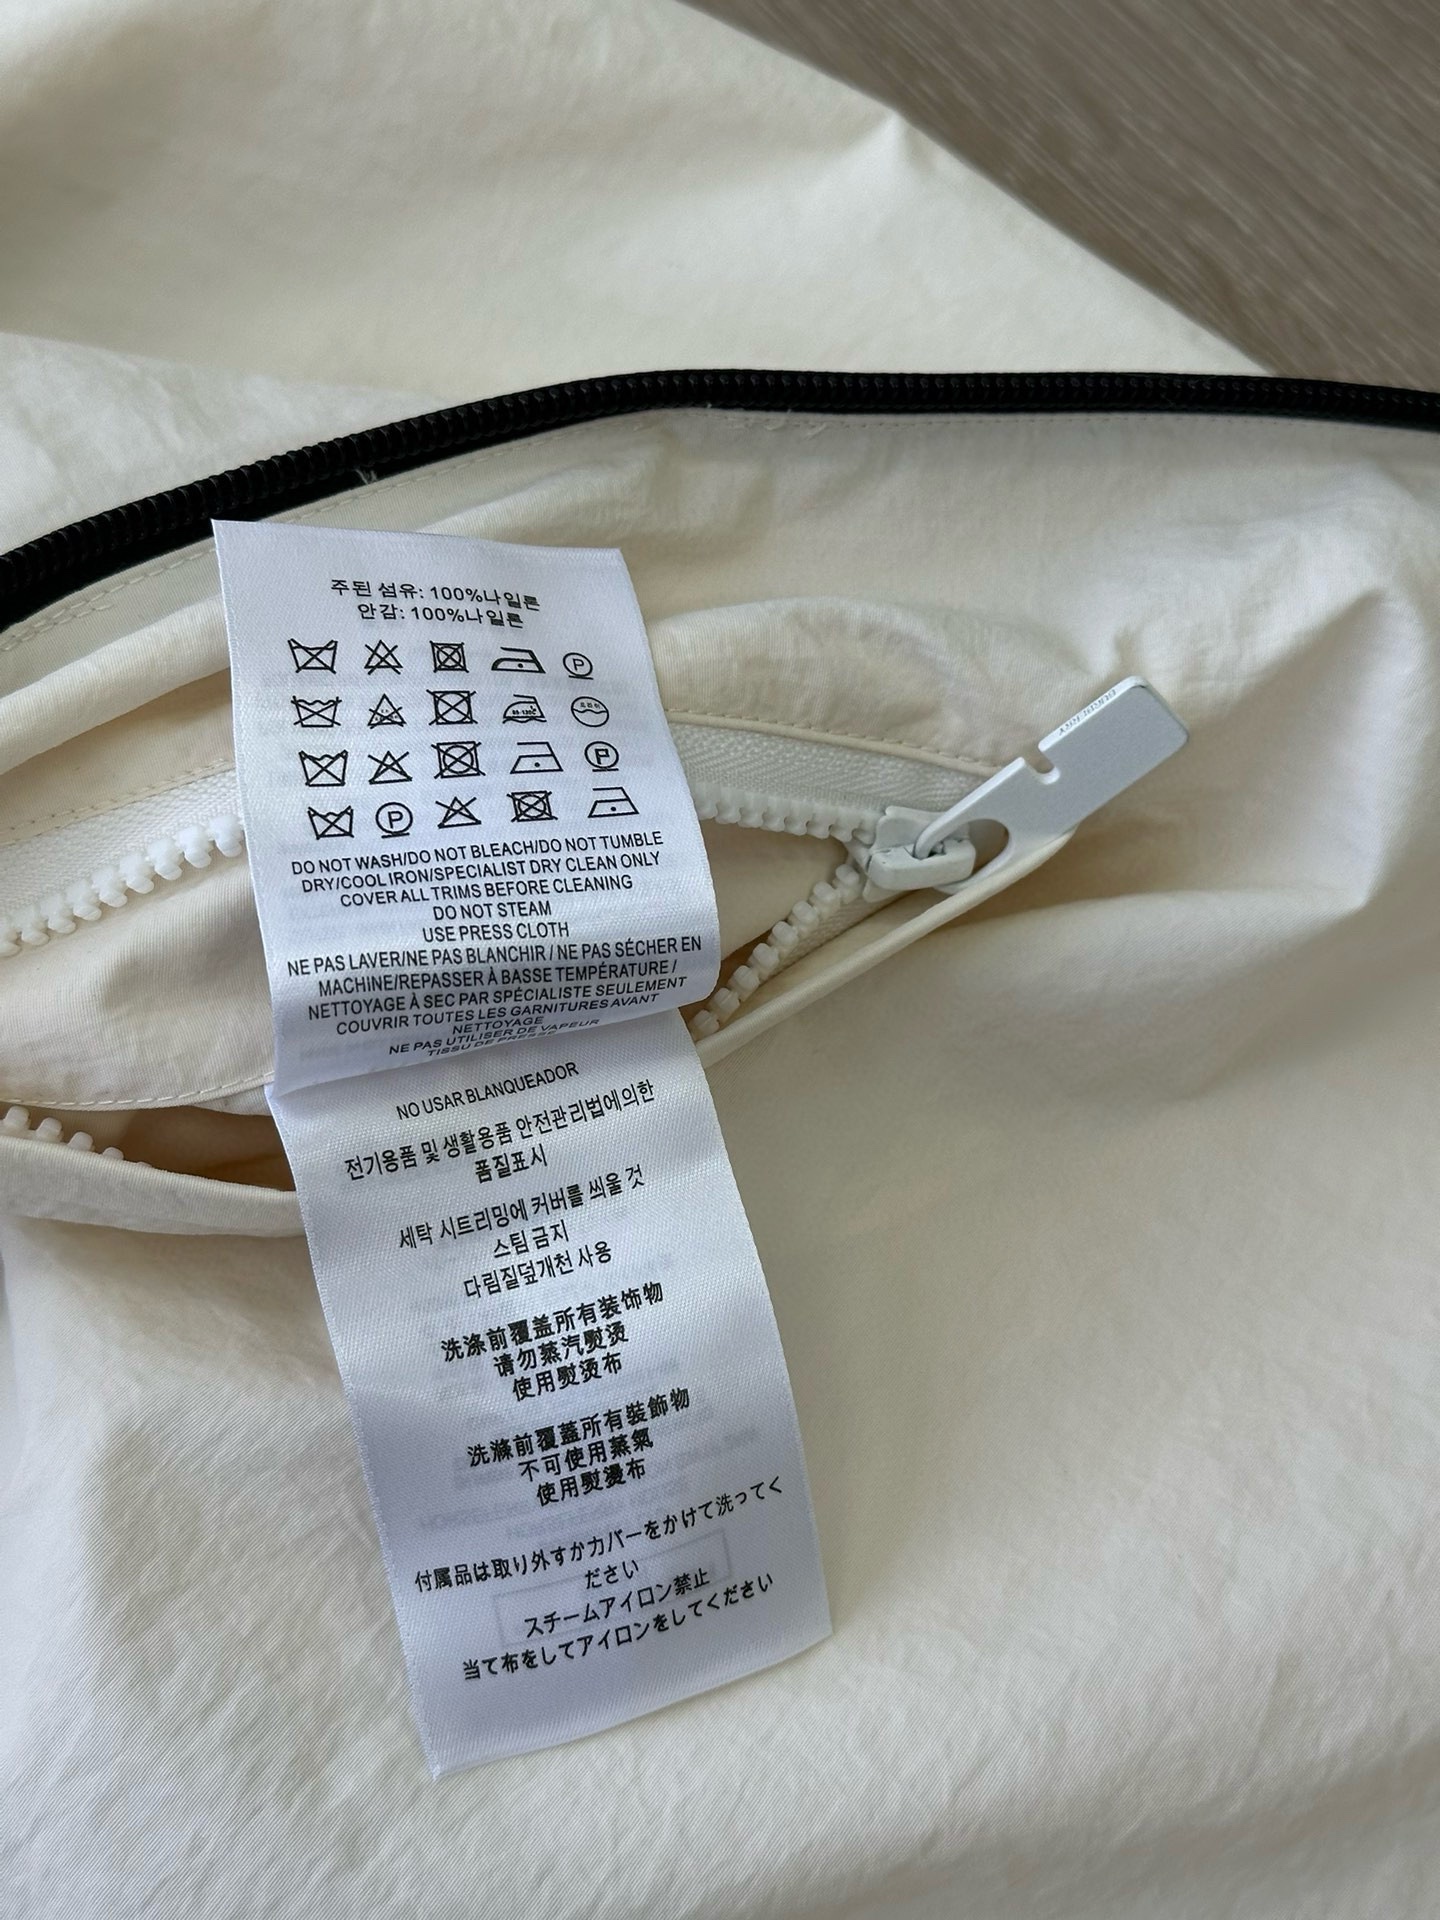 주된 섬유: 100%나일론
안감: 100%나일론
P
80-120℃ 드라이
P
P
DO NOT WASH/DO NOT BLEACH/DO NOT TUMBLE
DRY/COOL IRON/SPECIALIST DRY CLEAN ONLY
COVER ALL TRIMS BEFORE CLEANING
DO NOT STEAM
USE PRESS CLOTH
NE PAS LAVER/NE PAS BLANCHIR / NE PAS SÉCHER EN
MACHINE/REPASSER À BASSE TEMPÉRATURE /
NETTOYAGE À SEC PAR SPÉCIALISTE SEULEMENT
COUVRIR TOUTES LES GARNITURES AVANT
NETTOYAGE
NE PAS UTILISER DE VAPEUR
TISSU DE PRESSE
NO USAR BLANQUEADOR
전기용품 및 생활용품 안전관리법에의한
품질표시
세탁 시트리밍에 커버를 씌울 것
스팀 금지
다림질덮개천 사용
洗涤前覆盖所有装饰物
请勿蒸汽熨烫
使用熨烫布
洗滌前覆蓋所有裝飾物
不可使用蒸氣
使用熨燙布
付属品は取り外すかカバーをかけて洗ってく
ださい
スチームアイロン禁止
当て布をしてアイロンをしてください